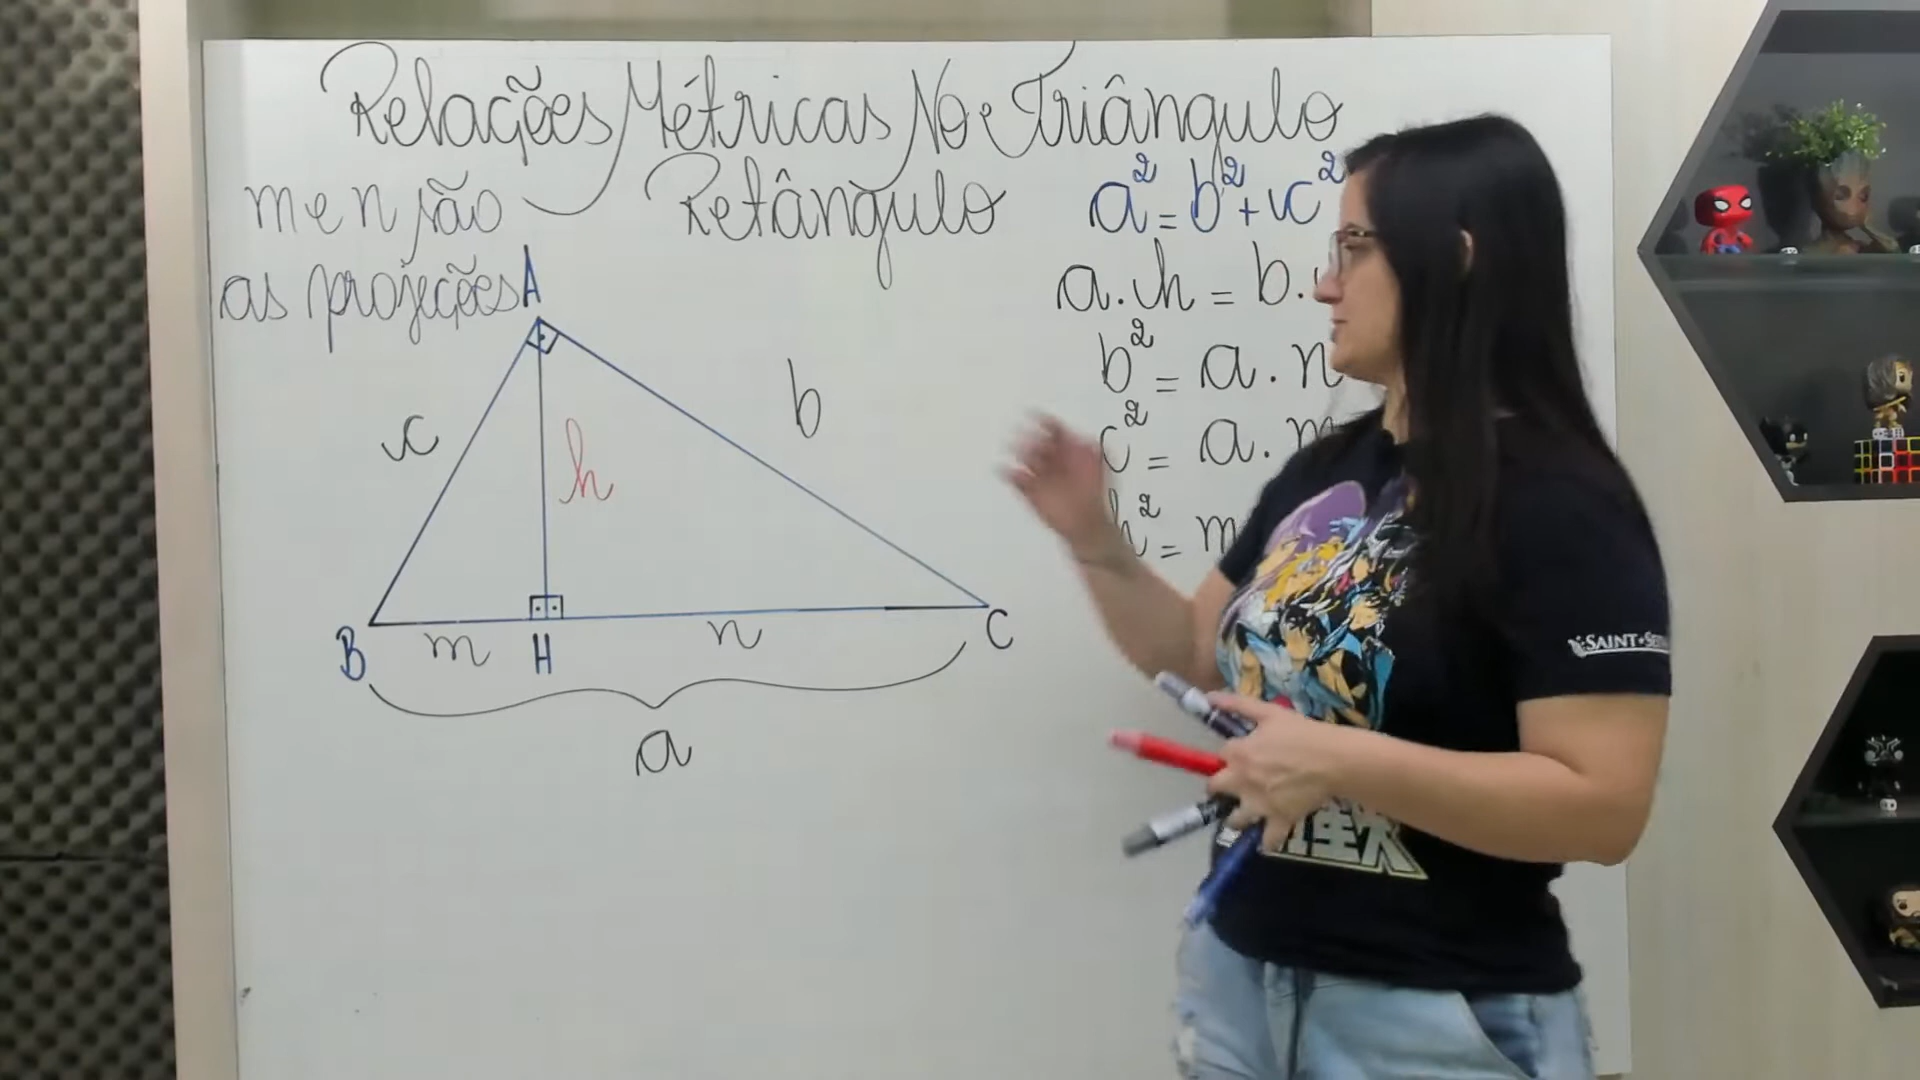 Relações Métricas No Triângulo
Retângulo
m e n são
as projeções
a² = b² + c²
a.h = b.
b² = a . n
c² = a. m
h² = m
A
c
b
h
B
m
H
n
C
a
SAINT